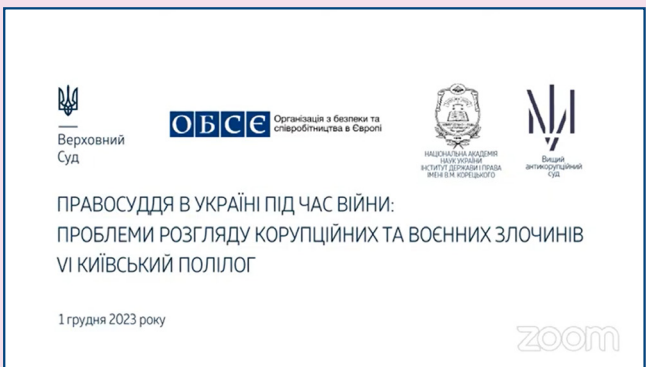 Верховний
Суд
ОБСЄ
Організація з безпеки та
співробітництва в Європі
НАЦІОНАЛЬНА АКАДЕМІЯ
НАУК УКРАЇНИ
ІНСТИТУТ ДЕРЖАВИ І ПРАВА
ІМЕНІ В.М. КОРЕЦЬКОГО
Вищий
антикорупційний
суд
ПРАВОСУДДЯ В УКРАЇНІ ПІД ЧАС ВІЙНИ:
ПРОБЛЕМИ РОЗГЛЯДУ КОРУПЦІЙНИХ ТА ВОЄННИХ ЗЛОЧИНІВ
VI КИЇВСЬКИЙ ПОЛІЛОГ
1 грудня 2023 року
zoom